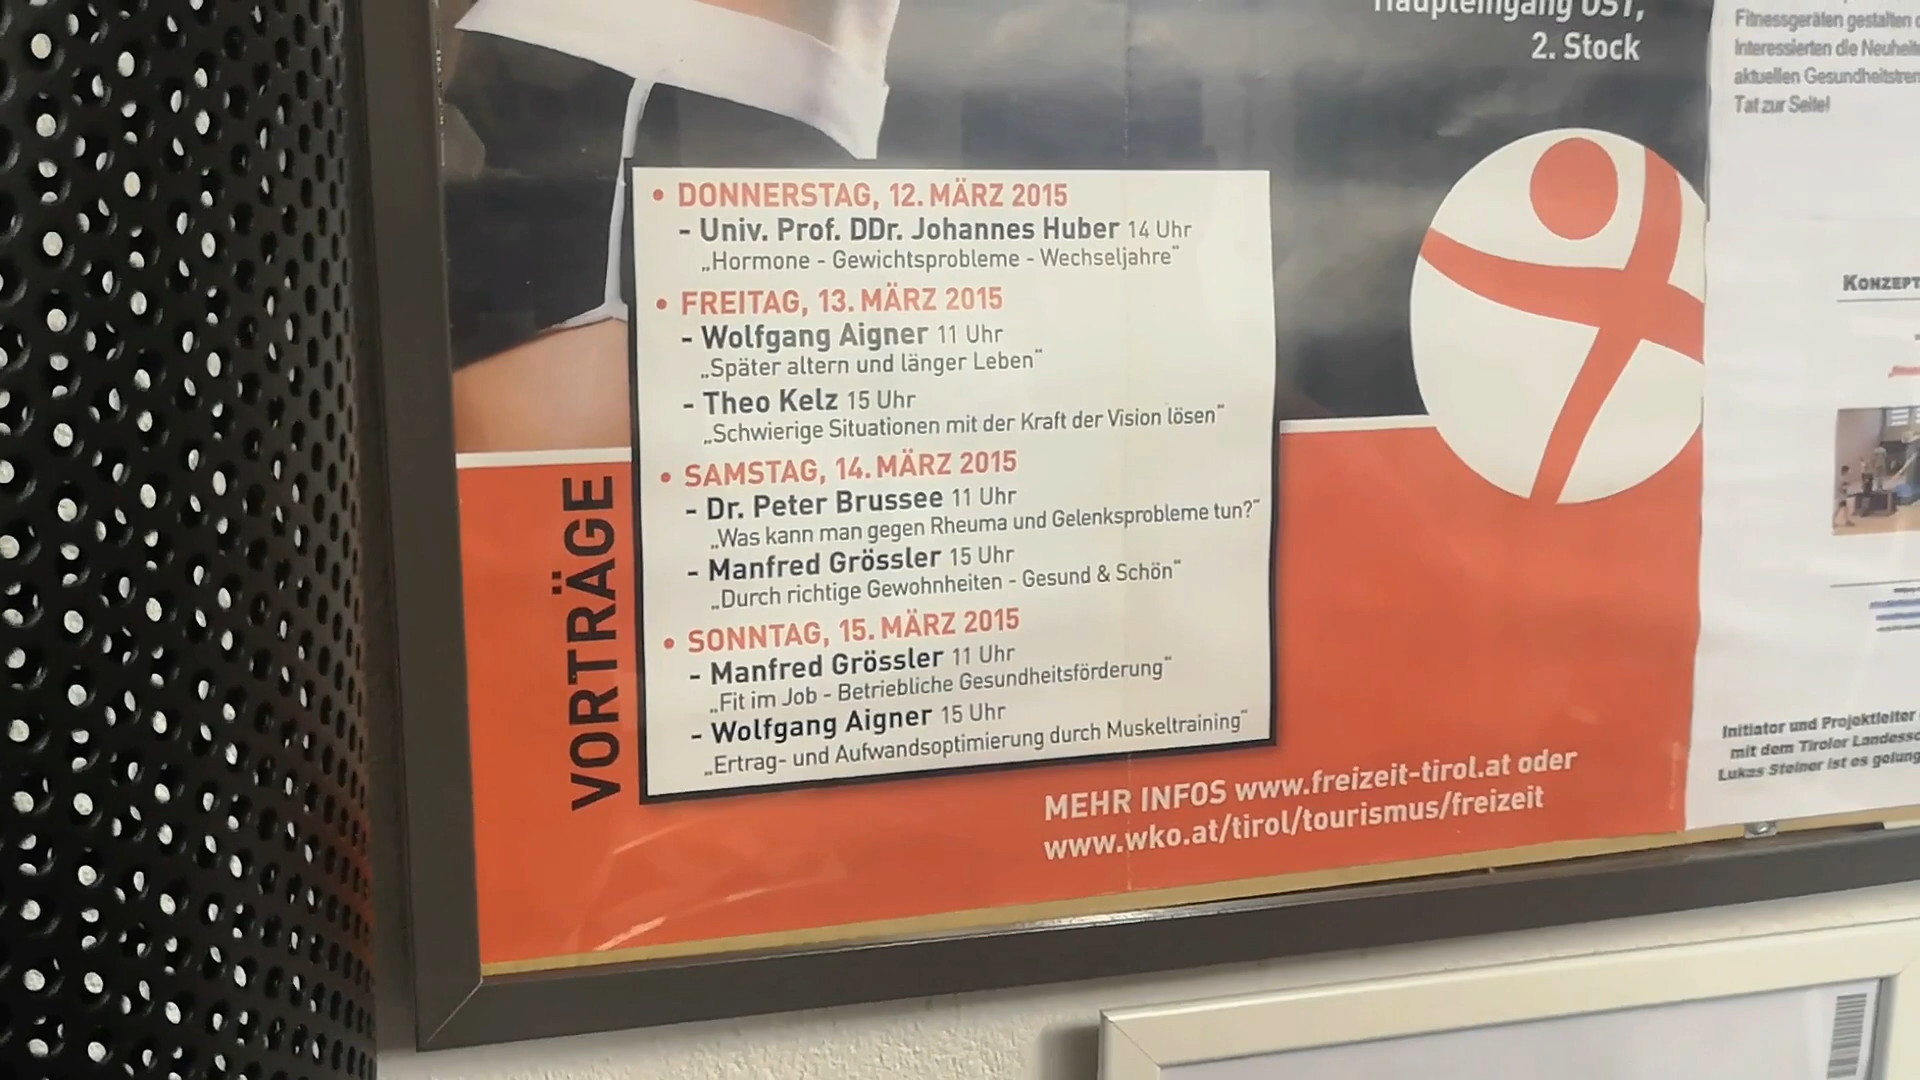 Haupteingang OST,
2. Stock
• DONNERSTAG, 12. MÄRZ 2015
- Univ. Prof. DDr. Johannes Huber 14 Uhr
„Hormone - Gewichtsprobleme - Wechseljahre“
• FREITAG, 13. MÄRZ 2015
- Wolfgang Aigner 11 Uhr
„Später altern und länger Leben“
- Theo Kelz 15 Uhr
„Schwierige Situationen mit der Kraft der Vision lösen“
• SAMSTAG, 14. MÄRZ 2015
- Dr. Peter Brussee 11 Uhr
„Was kann man gegen Rheuma und Gelenksprobleme tun?“
- Manfred Grössler 15 Uhr
„Durch richtige Gewohnheiten - Gesund & Schön“
• SONNTAG, 15. MÄRZ 2015
- Manfred Grössler 11 Uhr
„Fit im Job - Betriebliche Gesundheitsförderung“
- Wolfgang Aigner 15 Uhr
„Ertrag- und Aufwandsoptimierung durch Muskeltraining“
VORTRÄGE
MEHR INFOS www.freizeit-tirol.at oder
www.wko.at/tirol/tourismus/freizeit
Fitnessgeräten gestalten
Interessierten die
aktuellen
Tat zur Seite!
KONZEPT
Initiator und Projektleiter
mit dem Tiroler
Lukas Steiner ist es